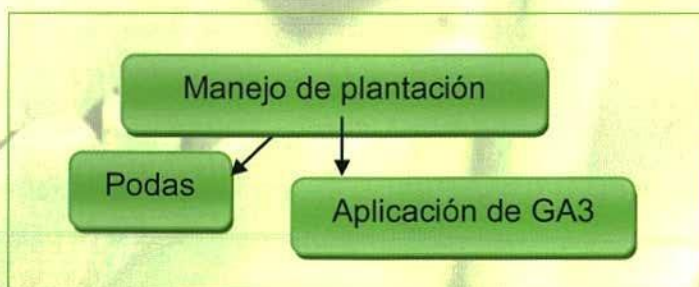 Manejo de plantación
Podas
Aplicación de GA3